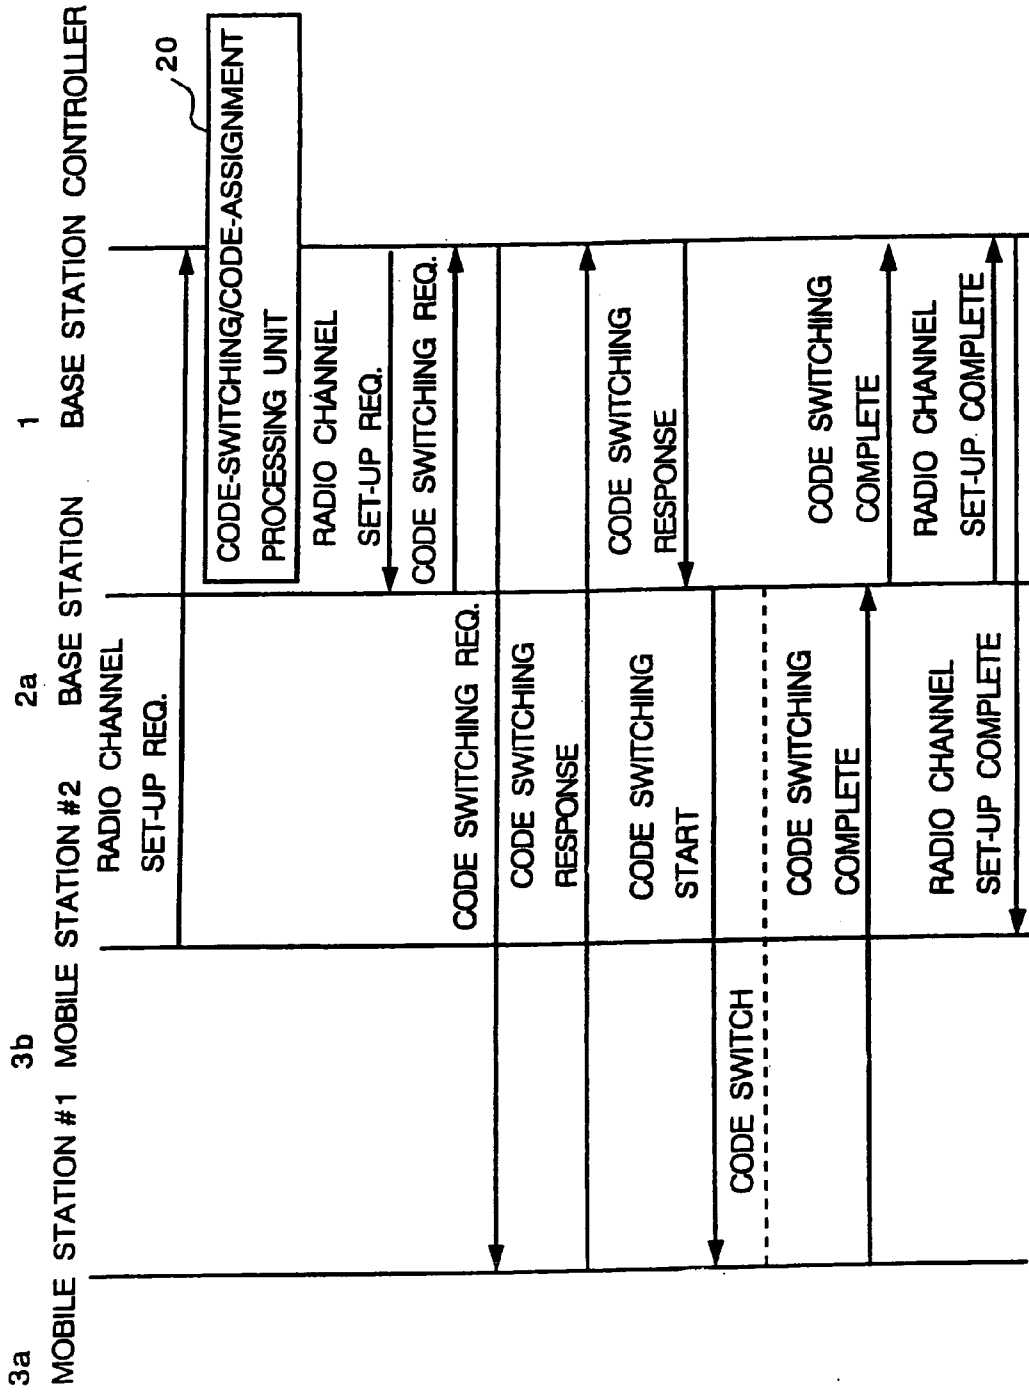 3a
3b
2a
1
MOBILE STATION #1
MOBILE STATION #2
BASE STATION
BASE STATION CONTROLLER
RADIO CHANNEL
SET-UP REQ.
20
CODE-SWITCHING/CODE-ASSIGNMENT
PROCESSING UNIT
RADIO CHANNEL
SET-UP REQ.
CODE SWITCHING REQ.
CODE SWITCHING REQ.
CODE SWITCHING
RESPONSE
CODE SWITCHING
RESPONSE
CODE SWITCHING
START
CODE SWITCH
CODE SWITCHING
COMPLETE
CODE SWITCHING
COMPLETE
RADIO CHANNEL
SET-UP COMPLETE
RADIO CHANNEL
SET-UP COMPLETE